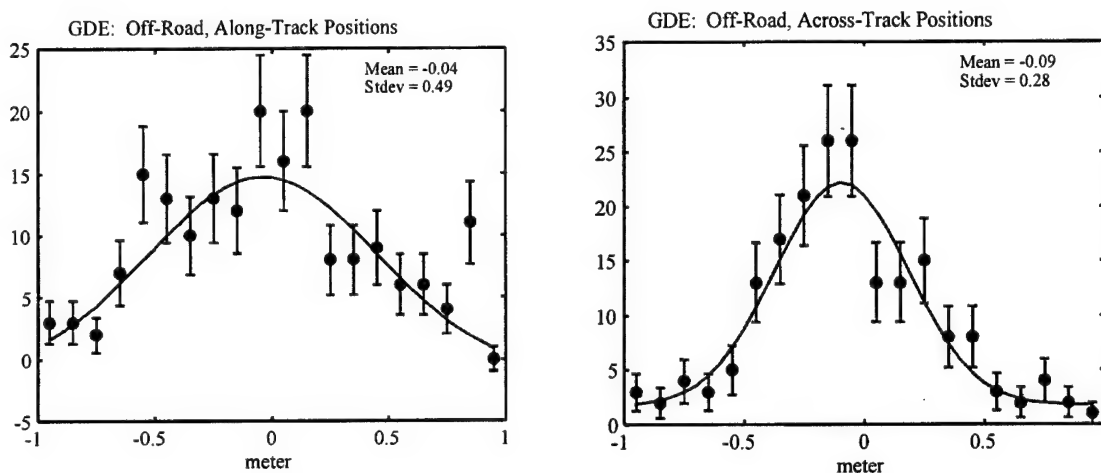 GDE: Off-Road, Along-Track Positions
25
20
15
10
5
0
-5
Mean = -0.04
Stdev = 0.49
-1 -0.5 0 0.5 1
meter
GDE: Off-Road, Across-Track Positions
35
30
25
20
15
10
5
0
Mean = -0.09
Stdev = 0.28
-1 -0.5 0 0.5
meter